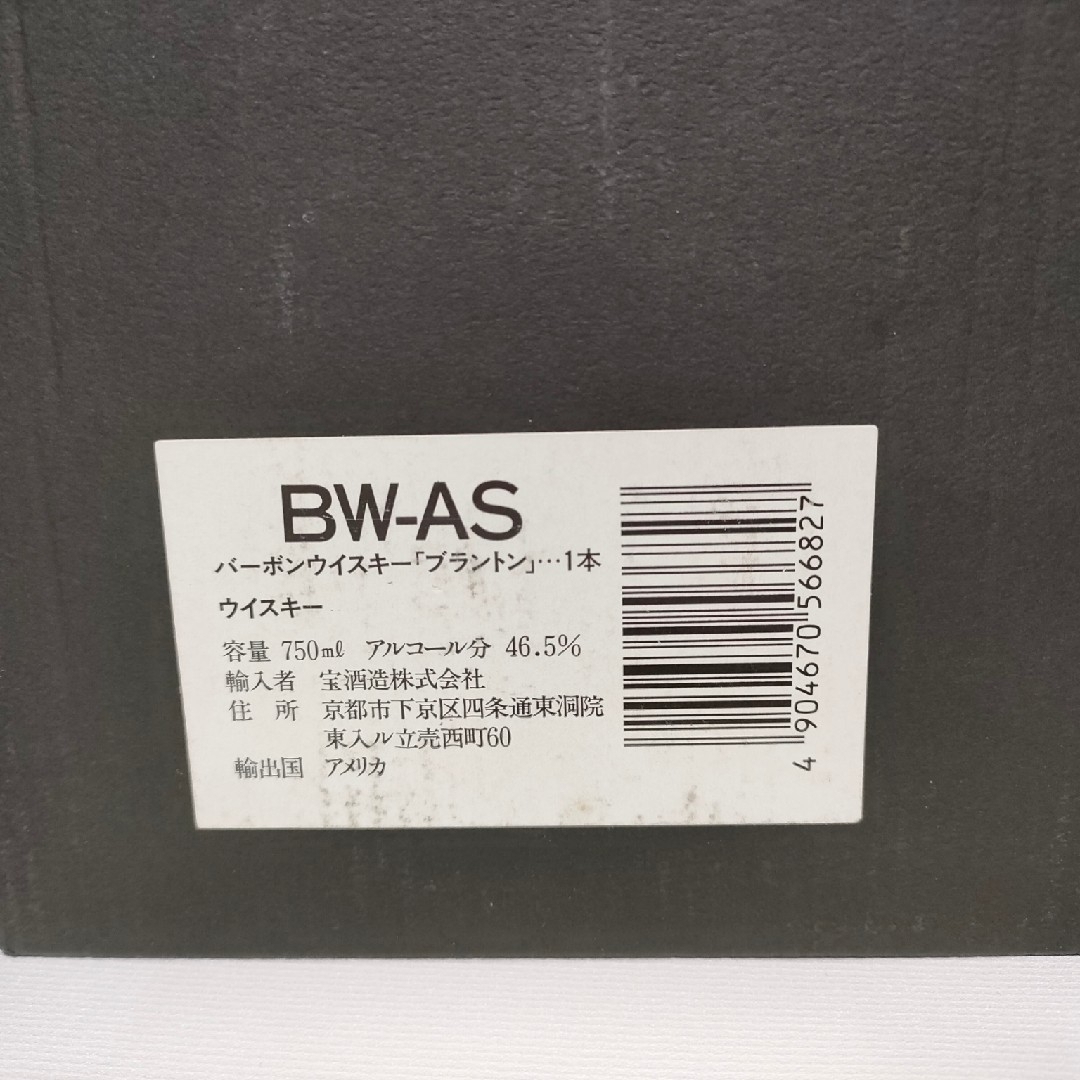 BW-AS
バーボンウイスキー「ブラントン」…1本
ウイスキー
容量 750ml アルコール分 46.5%
輸入者 宝酒造株式会社
住所 京都市下京区四条通東洞院
東入ル立売西町60
輸出国 アメリカ
4904670566827